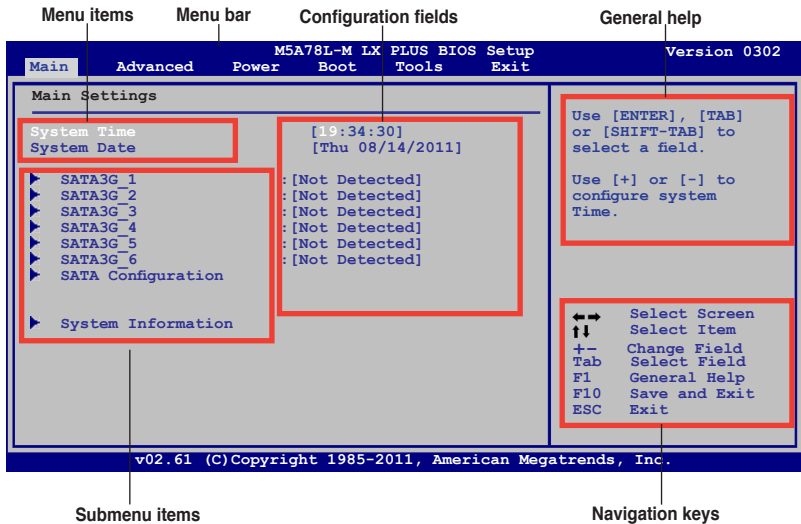 Menu items Menu bar Configuration fields General help
M5A78L-M LX PLUS BIOS Setup Version 0302
Main Advanced Power Boot Tools Exit
Main Settings
System Time [19:34:30]
System Date [Thu 08/14/2011]
SATA3G_1 :[Not Detected]
SATA3G_2 :[Not Detected]
SATA3G_3 :[Not Detected]
SATA3G_4 :[Not Detected]
SATA3G_5 :[Not Detected]
SATA3G_6 :[Not Detected]
SATA Configuration
System Information
Use [ENTER], [TAB]
or [SHIFT-TAB] to
select a field.
Use [+] or [-] to
configure system
Time.
←→ Select Screen
↑↓ Select Item
+- Change Field
Tab Select Field
F1 General Help
F10 Save and Exit
ESC Exit
v02.61 (C)Copyright 1985-2011, American Megatrends, Inc.
Submenu items Navigation keys